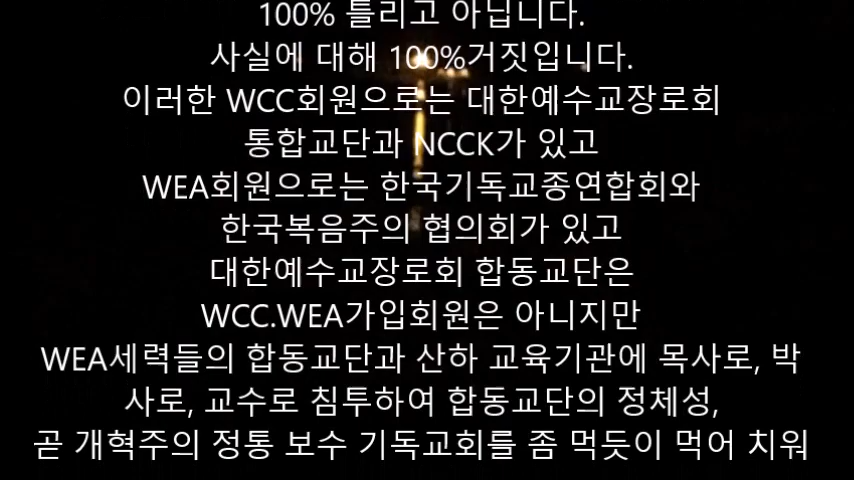 100% 틀리고 아닙니다.
사실에 대해 100%거짓입니다.
이러한 WCC회원으로는 대한예수교장로회
통합교단과 NCCK가 있고
WEA회원으로는 한국기독교종연합회와
한국복음주의 협의회가 있고
대한예수교장로회 합동교단은
WCC.WEA가입회원은 아니지만
WEA세력들의 합동교단과 산하 교육기관에 목사로, 박
사로, 교수로 침투하여 합동교단의 정체성,
곧 개혁주의 정통 보수 기독교회를 좀 먹듯이 먹어 치워